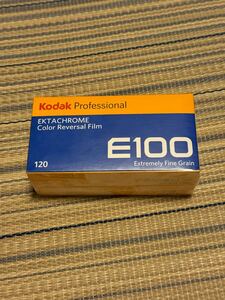 Kodak Professional
EKTACHROME
Color Reversal Film
E100
120
Extremely Fine Grain